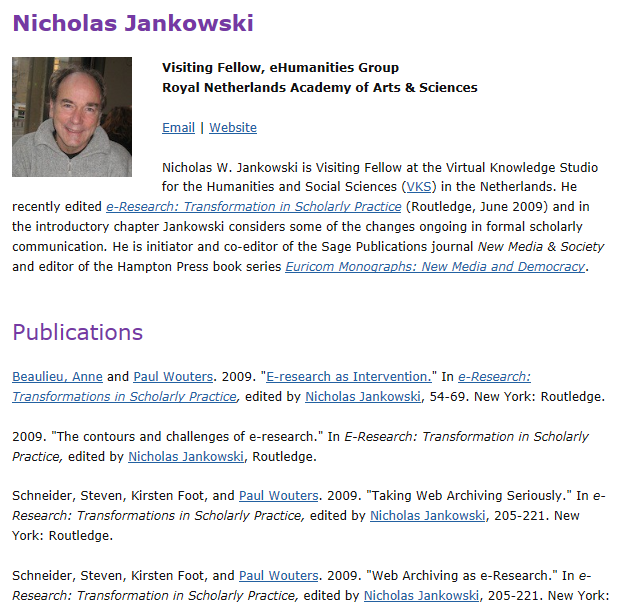 Nicholas Jankowski
Visiting Fellow, eHumanities Group
Royal Netherlands Academy of Arts & Sciences
Email | Website
Nicholas W. Jankowski is Visiting Fellow at the Virtual Knowledge Studio
for the Humanities and Social Sciences (VKS) in the Netherlands. He
recently edited e-Research: Transformation in Scholarly Practice (Routledge, June 2009) and in
the introductory chapter Jankowski considers some of the changes ongoing in formal scholarly
communication. He is initiator and co-editor of the Sage Publications journal New Media & Society
and editor of the Hampton Press book series Euricom Monographs: New Media and Democracy.
Publications
Beaulieu, Anne and Paul Wouters. 2009. "E-research as Intervention." In e-Research:
Transformations in Scholarly Practice, edited by Nicholas Jankowski, 54-69. New York: Routledge.
2009. "The contours and challenges of e-research." In E-Research: Transformation in Scholarly
Practice, edited by Nicholas Jankowski, Routledge.
Schneider, Steven, Kirsten Foot, and Paul Wouters. 2009. "Taking Web Archiving Seriously." In e-
Research: Transformations in Scholarly Practice, edited by Nicholas Jankowski, 205-221. New
York: Routledge.
Schneider, Steven, Kirsten Foot, and Paul Wouters. 2009. "Web Archiving as e-Research." In e-
Research: Transformations in Scholarly Practice, edited by Nicholas Jankowski, 205-221. New York: